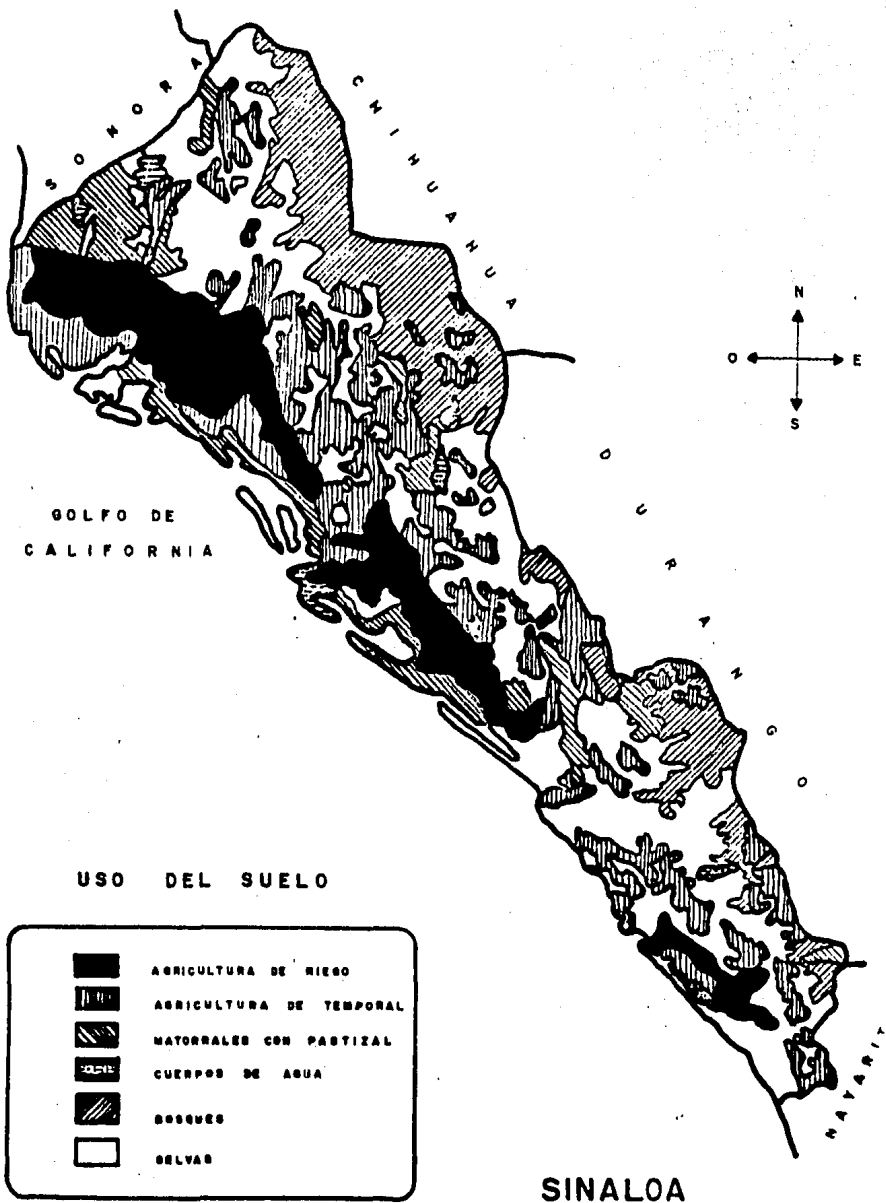 SONORA
CHIHUAHUA
N
O E
S
DURANGO
GOLFO DE
CALIFORNIA
USO DEL SUELO
AGRICULTURA DE RIEGO
AGRICULTURA DE TEMPORAL
MATORRALES CON PASTIZAL
CUERPOS DE AGUA
BOSQUES
SELVAS
NAYARIT
SINALOA